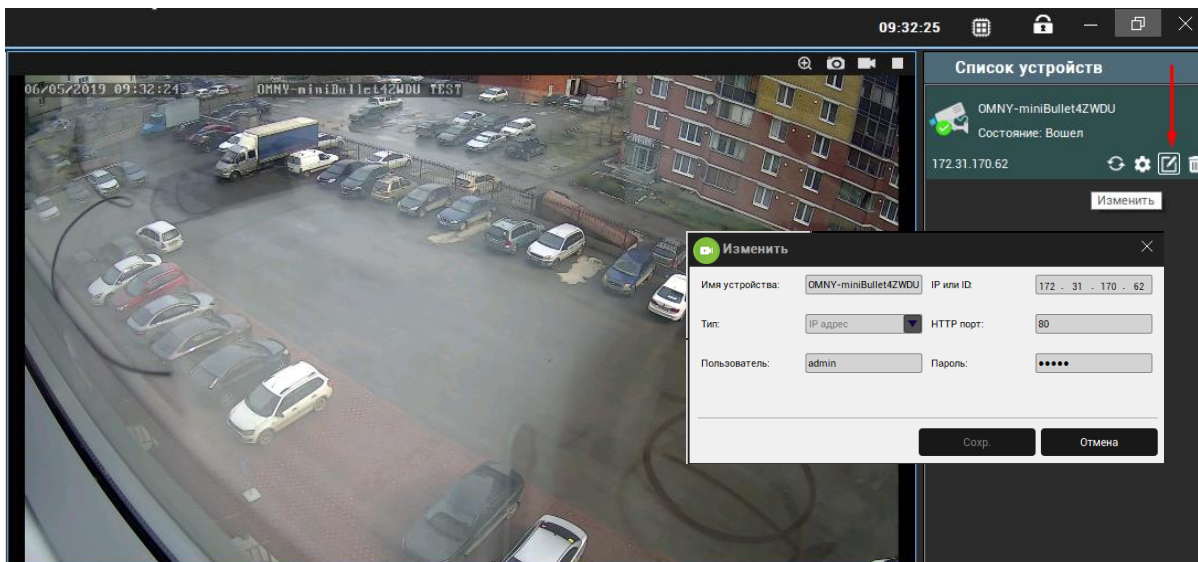 09:32:25
Список устройств
06/05/2019 09:32:24
OMNY-miniBullet4ZWDU TEST
OMNY-miniBullet4ZWDU
Состояние: Вошел
172.31.170.62
Изменить
Изменить
Имя устройства: OMNY-miniBullet4ZWDU IP или ID: 172 . 31 . 170 . 62
Тип: IP адрес HTTP порт: 80
Пользователь: admin Пароль: •••••
Сохр. Отмена